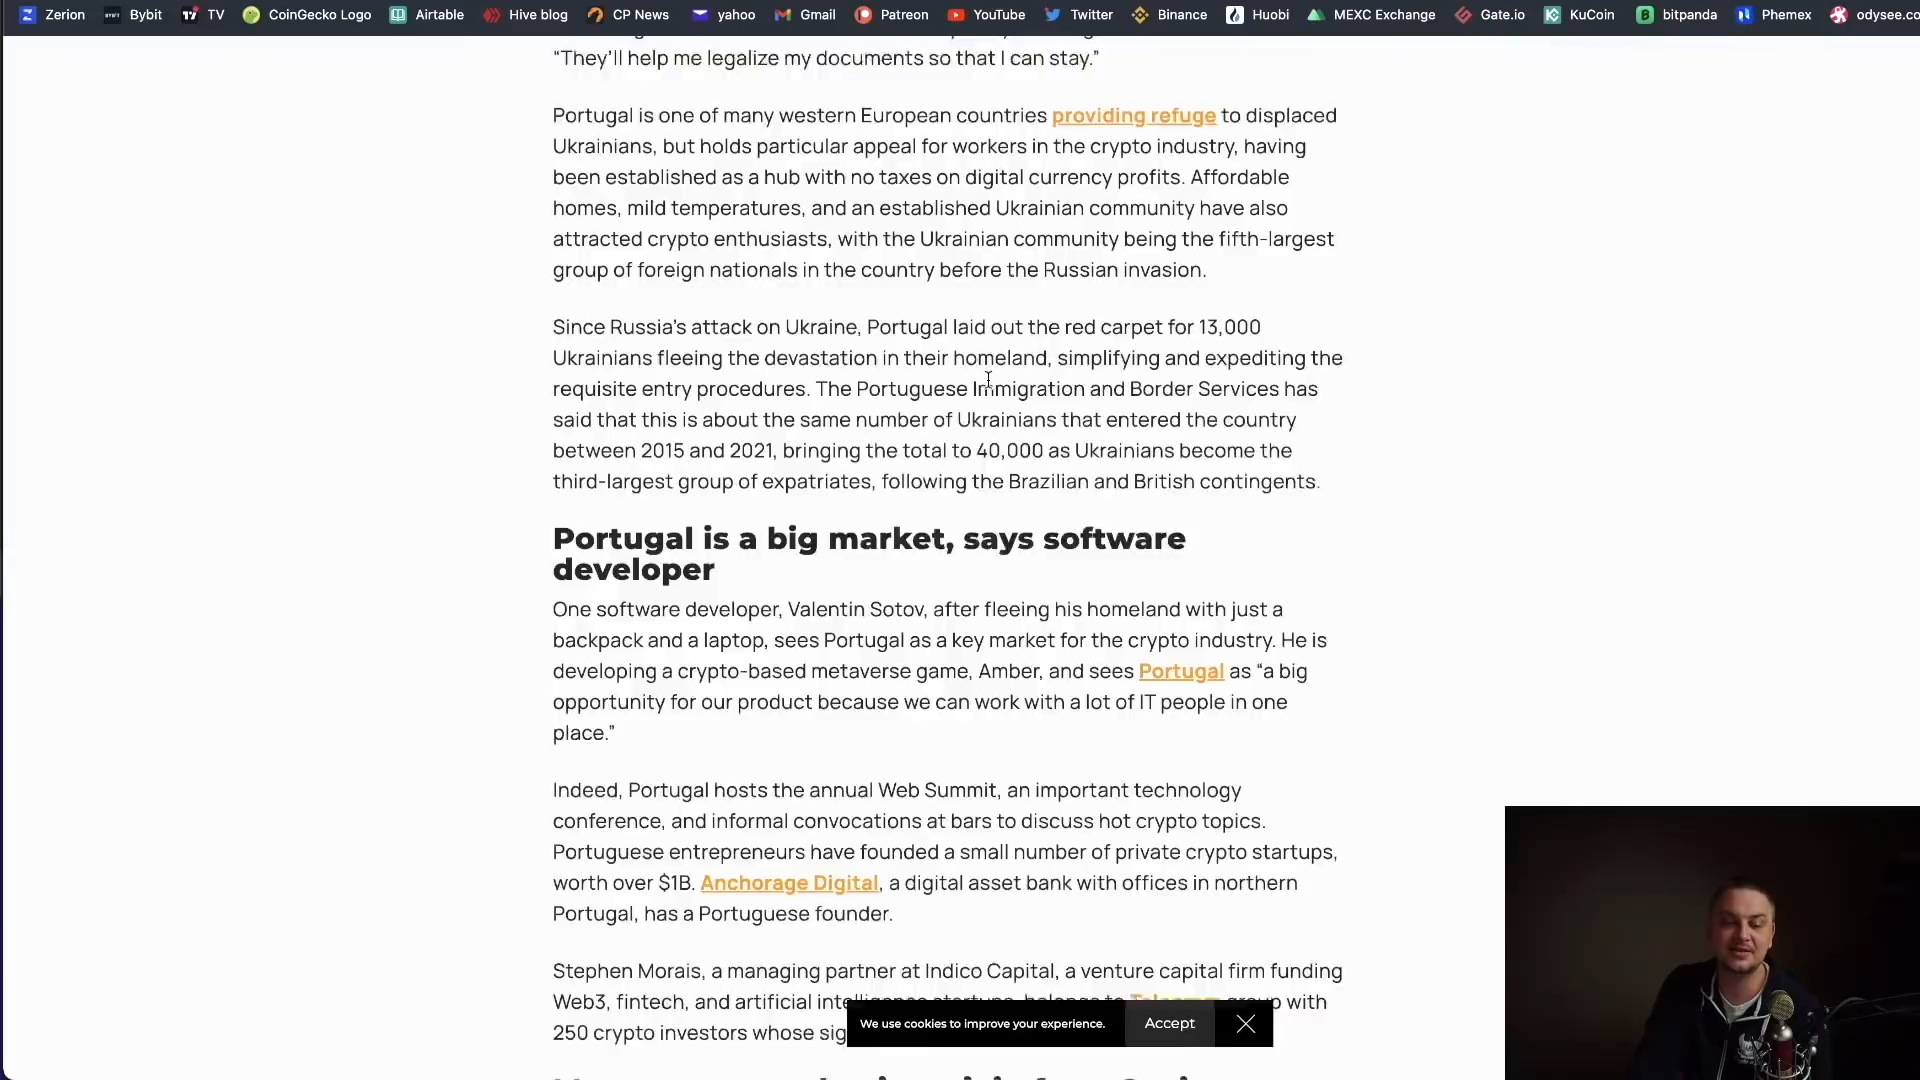 Zerion Bybit TV CoinGecko Logo Airtable Hive blog CP News yahoo Gmail Patreon YouTube Twitter Binance Huobi MEXC Exchange Gate.io KuCoin bitpanda Phemex odysee.co
“They’ll help me legalize my documents so that I can stay.”
Portugal is one of many western European countries providing refuge to displaced
Ukrainians, but holds particular appeal for workers in the crypto industry, having
been established as a hub with no taxes on digital currency profits. Affordable
homes, mild temperatures, and an established Ukrainian community have also
attracted crypto enthusiasts, with the Ukrainian community being the fifth-largest
group of foreign nationals in the country before the Russian invasion.
Since Russia’s attack on Ukraine, Portugal laid out the red carpet for 13,000
Ukrainians fleeing the devastation in their homeland, simplifying and expediting the
requisite entry procedures. The Portuguese Immigration and Border Services has
said that this is about the same number of Ukrainians that entered the country
between 2015 and 2021, bringing the total to 40,000 as Ukrainians become the
third-largest group of expatriates, following the Brazilian and British contingents.
Portugal is a big market, says software
developer
One software developer, Valentin Sotov, after fleeing his homeland with just a
backpack and a laptop, sees Portugal as a key market for the crypto industry. He is
developing a crypto-based metaverse game, Amber, and sees Portugal as “a big
opportunity for our product because we can work with a lot of IT people in one
place.”
Indeed, Portugal hosts the annual Web Summit, an important technology
conference, and informal convocations at bars to discuss hot crypto topics.
Portuguese entrepreneurs have founded a small number of private crypto startups,
worth over $1B. Anchorage Digital, a digital asset bank with offices in northern
Portugal, has a Portuguese founder.
Stephen Morais, a managing partner at Indico Capital, a venture capital firm funding
Web3, fintech, and artificial intelligence startups, belongs to Telegram group with
250 crypto investors whose sig
We use cookies to improve your experience. Accept